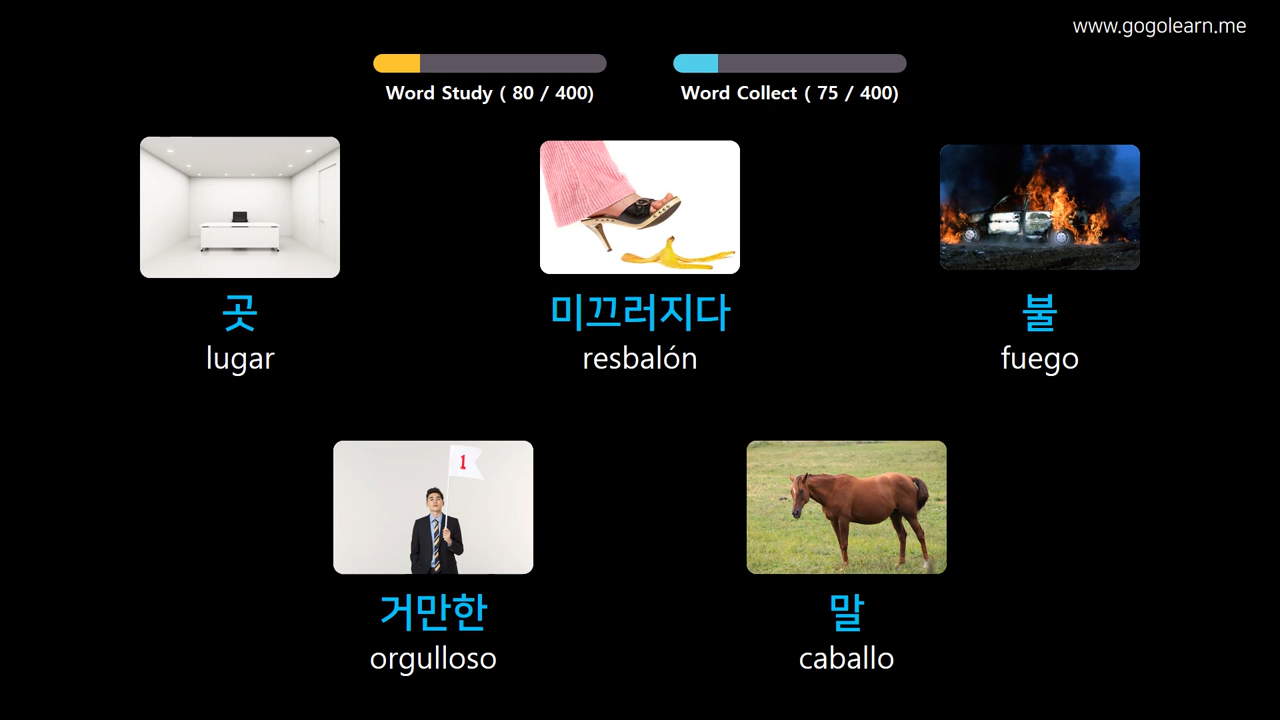 www.gogolearn.me
Word Study ( 80 / 400)
Word Collect ( 75 / 400)
곳
lugar
미끄러지다
resbalón
불
fuego
1
거만한
orgulloso
말
caballo